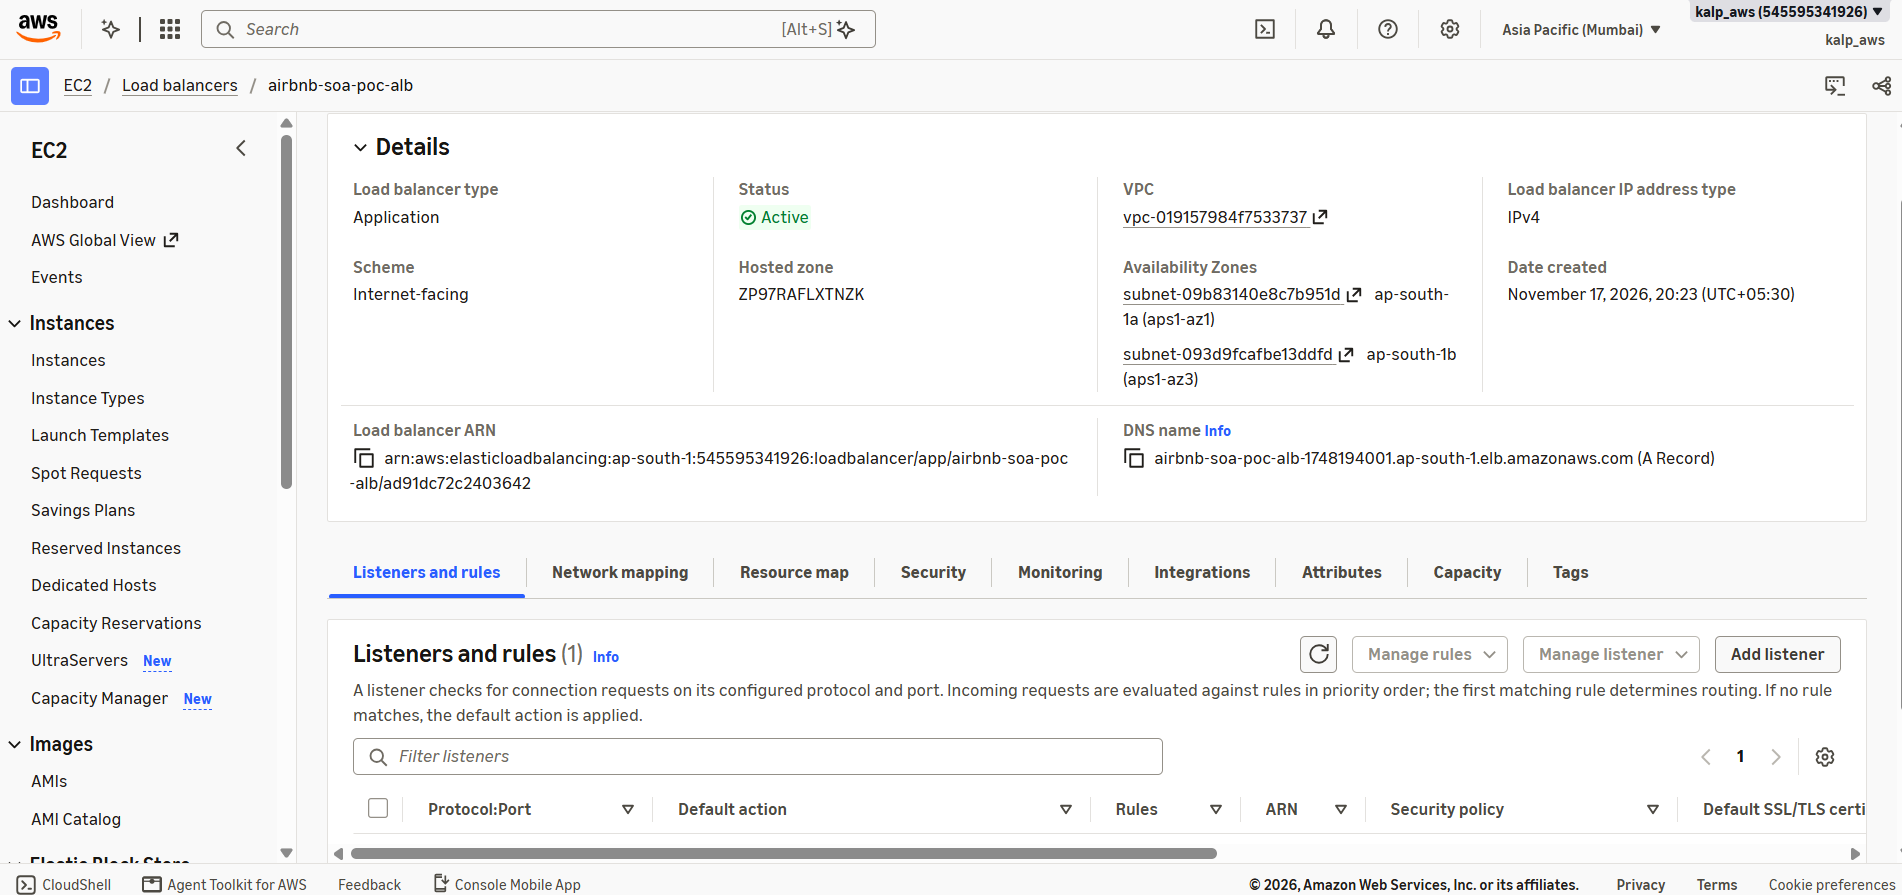 aws
Search
[Alt+S]
Asia Pacific (Mumbai)
kalp_aws (545595341926)
kalp_aws
EC2 / Load balancers / airbnb-soa-poc-alb
EC2
Dashboard
AWS Global View
Events
Instances
Instances
Instance Types
Launch Templates
Spot Requests
Savings Plans
Reserved Instances
Dedicated Hosts
Capacity Reservations
UltraServers New
Capacity Manager New
Images
AMIs
AMI Catalog
Elastic Block Store
Details
Load balancer type
Application
Status
Active
VPC
vpc-019157984f7533737
Load balancer IP address type
IPv4
Scheme
Internet-facing
Hosted zone
ZP97RAFLXTNZK
Availability Zones
subnet-09b83140e8c7b951d ap-south-
1a (aps1-az1)
subnet-093d9fcafbe13ddfd ap-south-1b
(aps1-az3)
Date created
November 17, 2026, 20:23 (UTC+05:30)
Load balancer ARN
arn:aws:elasticloadbalancing:ap-south-1:545595341926:loadbalancer/app/airbnb-soa-poc
-alb/ad91dc72c2403642
DNS name Info
airbnb-soa-poc-alb-1748194001.ap-south-1.elb.amazonaws.com (A Record)
Listeners and rules
Network mapping
Resource map
Security
Monitoring
Integrations
Attributes
Capacity
Tags
Listeners and rules (1) Info
Manage rules
Manage listener
Add listener
A listener checks for connection requests on its configured protocol and port. Incoming requests are evaluated against rules in priority order; the first matching rule determines routing. If no rule
matches, the default action is applied.
Filter listeners
1
Protocol:Port
Default action
Rules
ARN
Security policy
Default SSL/TLS certi
CloudShell
Agent Toolkit for AWS
Feedback
Console Mobile App
© 2026, Amazon Web Services, Inc. or its affiliates.
Privacy
Terms
Cookie preferences